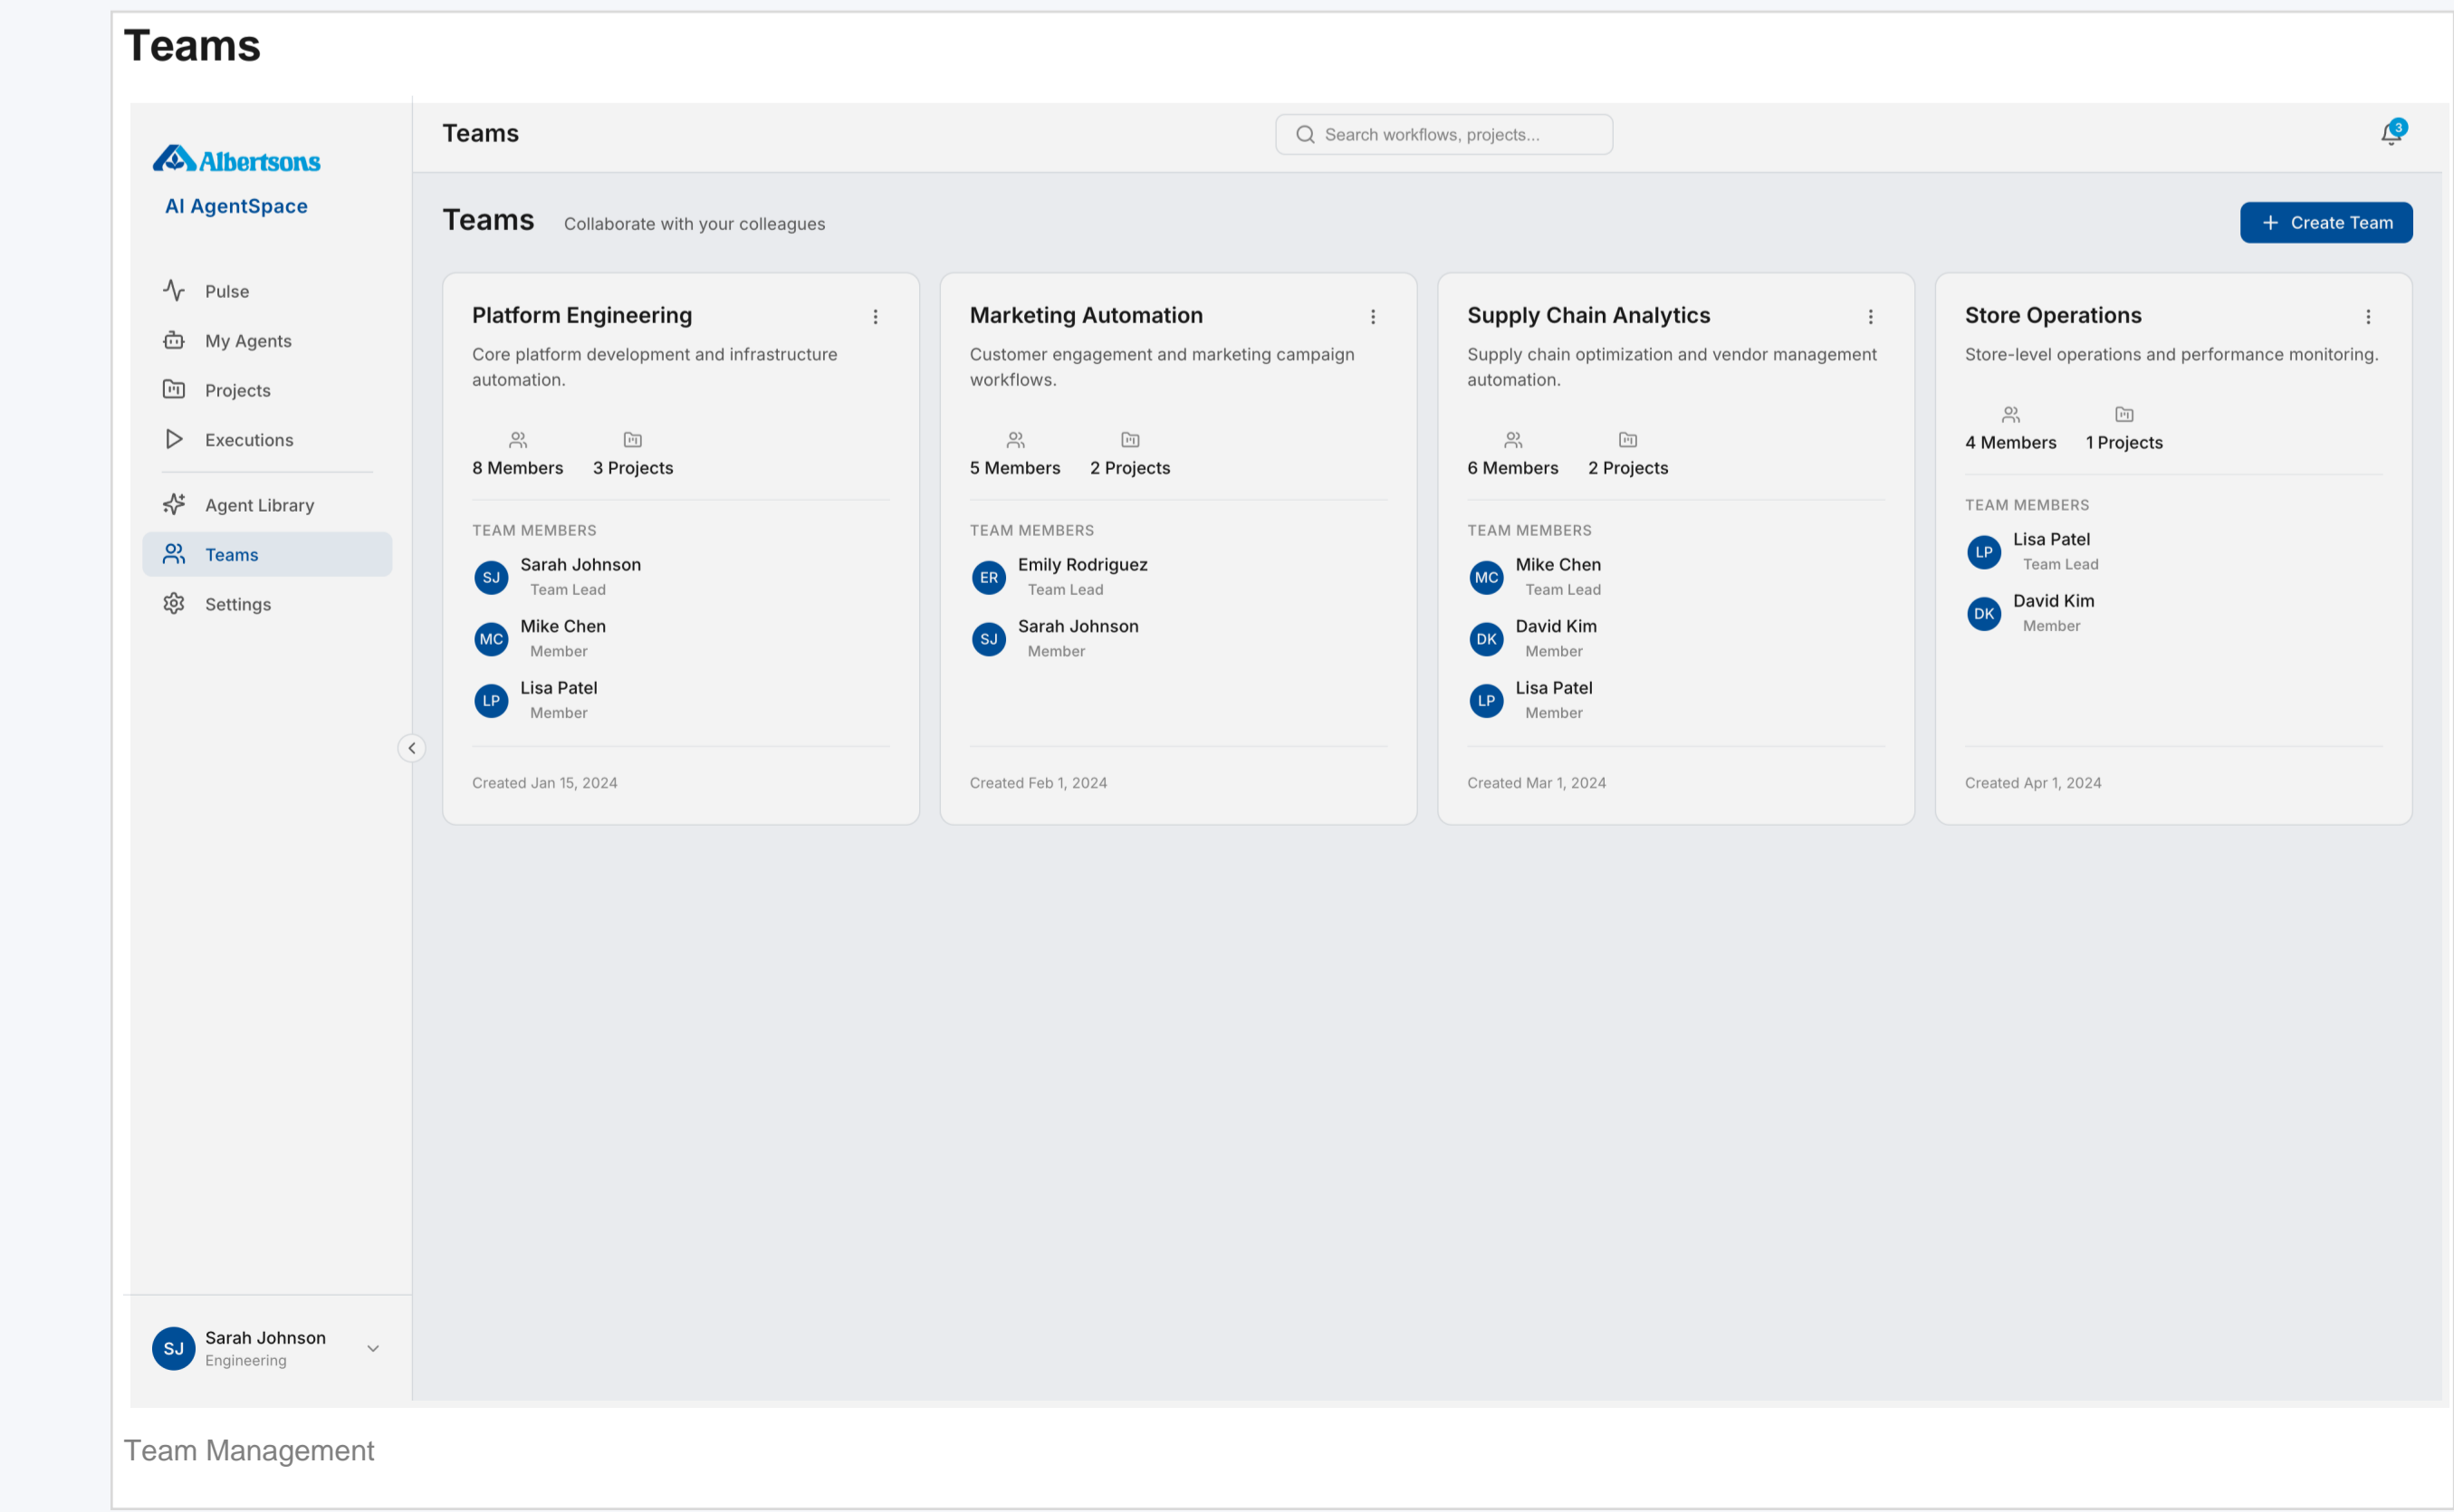 Teams
Albertsons
AI AgentSpace
Pulse
My Agents
Projects
Executions
Agent Library
Teams
Settings
SJ
Sarah Johnson
Engineering
Teams
Search workflows, projects...
3
Teams
Collaborate with your colleagues
+ Create Team
Platform Engineering
Core platform development and infrastructure
automation.
8 Members
3 Projects
TEAM MEMBERS
SJ
Sarah Johnson
Team Lead
MC
Mike Chen
Member
LP
Lisa Patel
Member
Created Jan 15, 2024
Marketing Automation
Customer engagement and marketing campaign
workflows.
5 Members
2 Projects
TEAM MEMBERS
ER
Emily Rodriguez
Team Lead
SJ
Sarah Johnson
Member
Created Feb 1, 2024
Supply Chain Analytics
Supply chain optimization and vendor management
automation.
6 Members
2 Projects
TEAM MEMBERS
MC
Mike Chen
Team Lead
DK
David Kim
Member
LP
Lisa Patel
Member
Created Mar 1, 2024
Store Operations
Store-level operations and performance monitoring.
4 Members
1 Projects
TEAM MEMBERS
LP
Lisa Patel
Team Lead
DK
David Kim
Member
Created Apr 1, 2024
Team Management